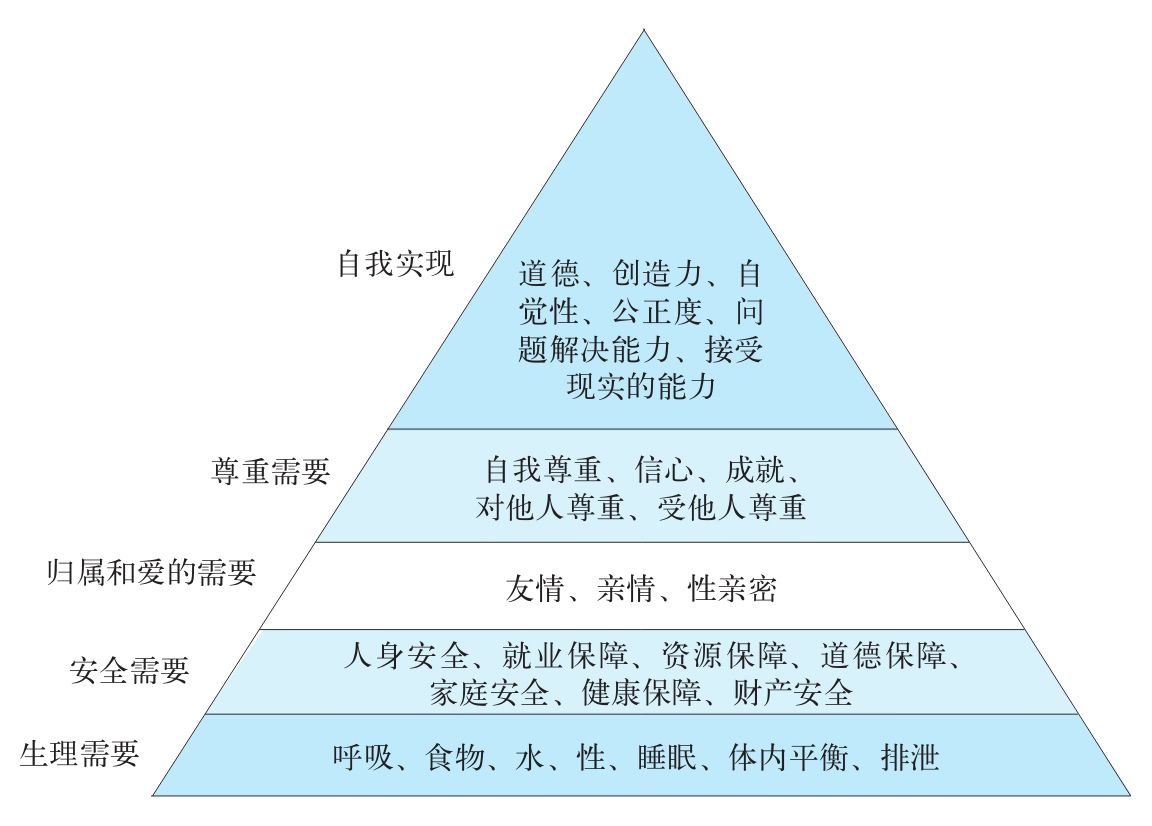 自我实现
道德、创造力、自
觉性、公正度、问
题解决能力、接受
现实的能力
尊重需要
自我尊重、信心、成就、
对他人尊重、受他人尊重
归属和爱的需要
友情、亲情、性亲密
安全需要
人身安全、就业保障、资源保障、道德保障、
家庭安全、健康保障、财产安全
生理需要
呼吸、食物、水、性、睡眠、体内平衡、排泄